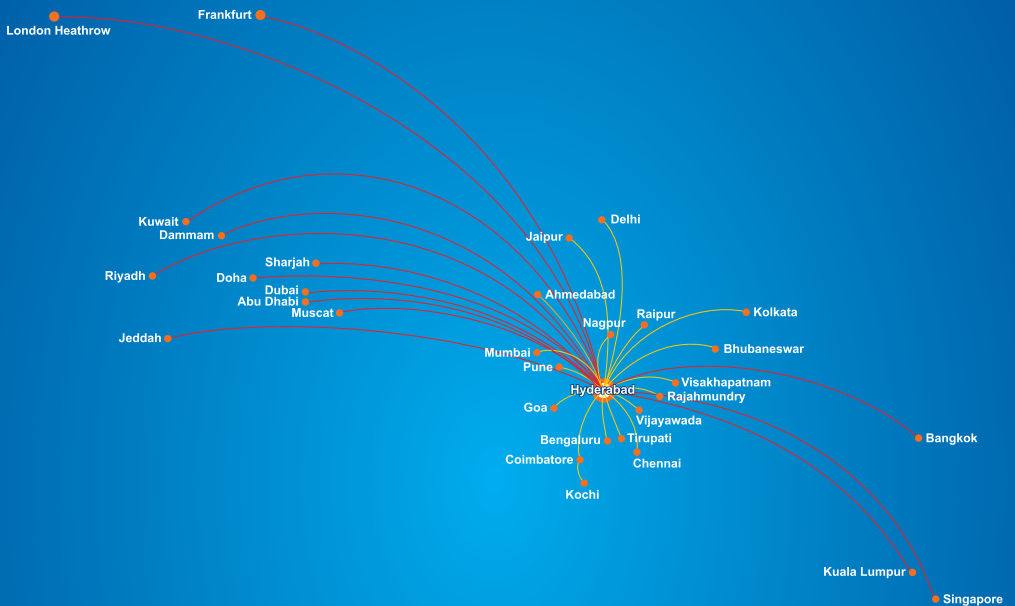 Frankfurt
London Heathrow
Delhi
Kuwait
Dammam
Jaipur
Sharjah
Riyadh
Doha
Dubai
Ahmedabad
Abu Dhabi
Muscat
Raipur
Kolkata
Nagpur
Jeddah
Bhubaneswar
Mumbai
Pune
Visakhapatnam
Hyderabad
Rajahmundry
Goa
Vijayawada
Bengaluru
Tirupati
Bangkok
Coimbatore
Chennai
Kochi
Kuala Lumpur
Singapore